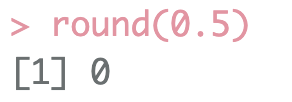 > round(0.5)
[1] 0